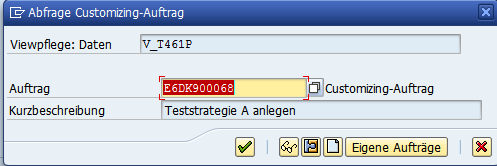 Abfrage Customizing-Auftrag
Viewpflege: Daten V_T461P
Auftrag E6DK900068 Customizing-Auftrag
Kurzbeschreibung Teststrategie A anlegen
Eigene Aufträge